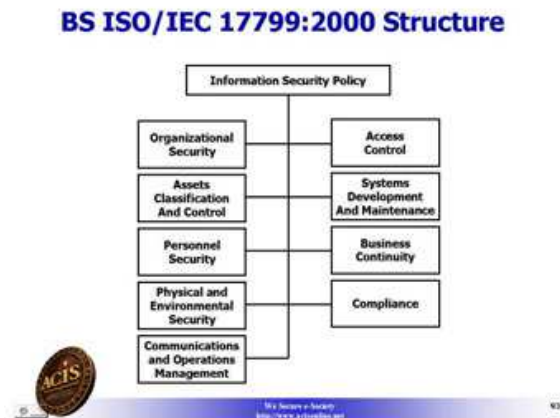 BS ISO/IEC 17799:2000 Structure
Information Security Policy
Organizational
Security
Access
Control
Assets
Classification
And Control
Systems
Development
And Maintenance
Personnel
Security
Business
Continuity
Physical and
Environmental
Security
Compliance
Communications
and Operations
Management
ACIS
We Secure e-Society